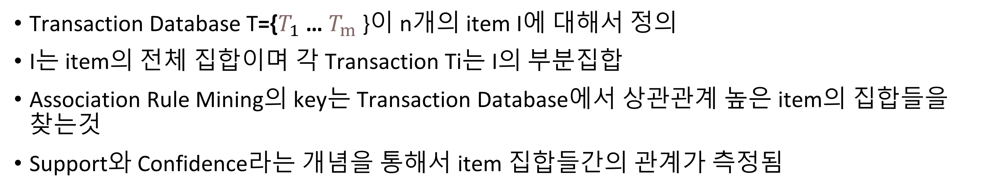 • Transaction Database T={T₁ … Tₘ }이 n개의 item I에 대해서 정의
• I는 item의 전체 집합이며 각 Transaction Ti는 I의 부분집합
• Association Rule Mining의 key는 Transaction Database에서 상관관계 높은 item의 집합들을
찾는것
• Support와 Confidence라는 개념을 통해서 item 집합들간의 관계가 측정됨